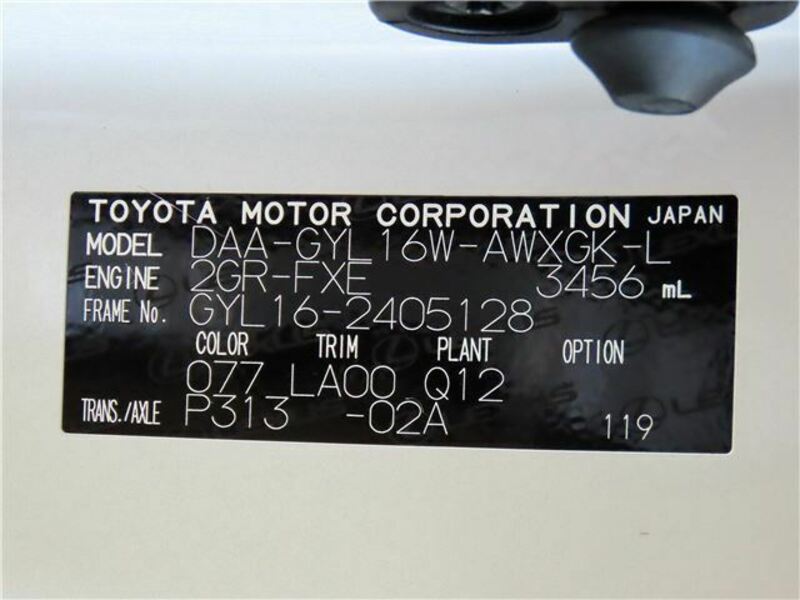 TOYOTA MOTOR CORPORATION JAPAN
MODEL DAA-GYL16W-AWXGK-L
ENGINE 2GR-FXE 3456 mL
FRAME No. GYL16-2405128
COLOR TRIM PLANT OPTION
077 LA00 Q12
TRANS./AXLE P313 -02A 119